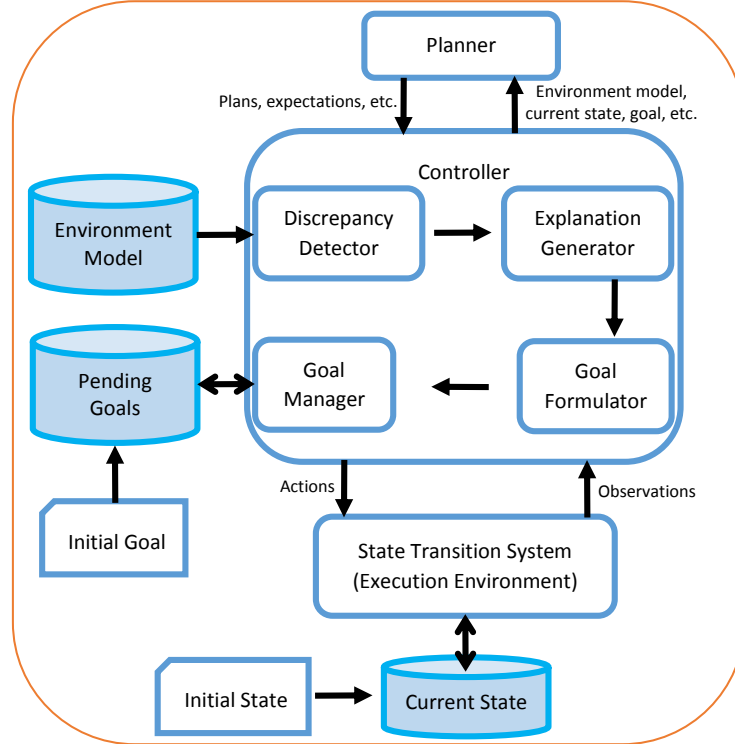 Planner
Plans, expectations, etc.
Environment model,
current state, goal, etc.
Controller
Environment
Model
Discrepancy
Detector
Explanation
Generator
Pending
Goals
Goal
Manager
Goal
Formulator
Actions
Observations
Initial Goal
State Transition System
(Execution Environment)
Initial State
Current State